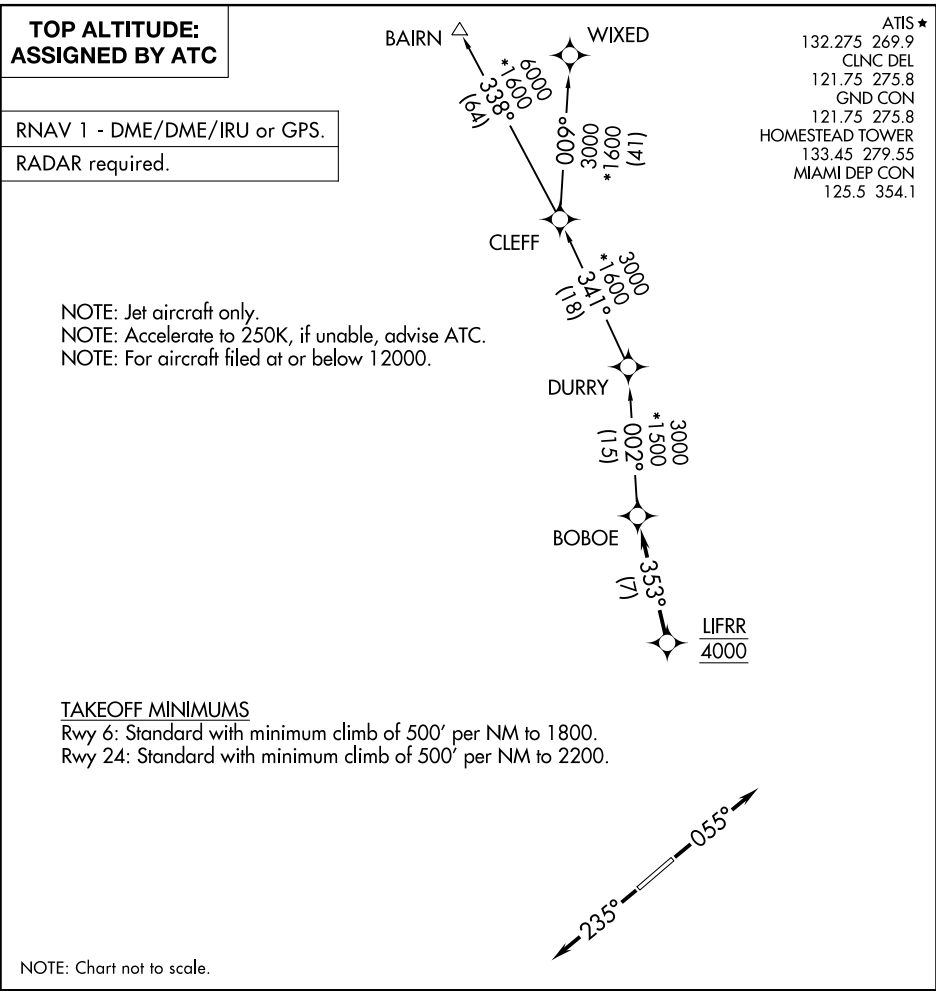 TOP ALTITUDE:
ASSIGNED BY ATC
RNAV 1 - DME/DME/IRU or GPS.
RADAR required.
ATIS ★
132.275 269.9
CLNC DEL
121.75 275.8
GND CON
121.75 275.8
HOMESTEAD TOWER
133.45 279.55
MIAMI DEP CON
125.5 354.1
BAIRN
WIXED
6000
*1600
338°
(64)
009°
3000
*1600
(41)
CLEFF
3000
*1600
341°
(18)
NOTE: Jet aircraft only.
NOTE: Accelerate to 250K, if unable, advise ATC.
NOTE: For aircraft filed at or below 12000.
DURRY
3000
*1500
002°
(15)
BOBOE
353°
(7)
LIFRR
4000
TAKEOFF MINIMUMS
Rwy 6: Standard with minimum climb of 500' per NM to 1800.
Rwy 24: Standard with minimum climb of 500' per NM to 2200.
055°
235°
NOTE: Chart not to scale.